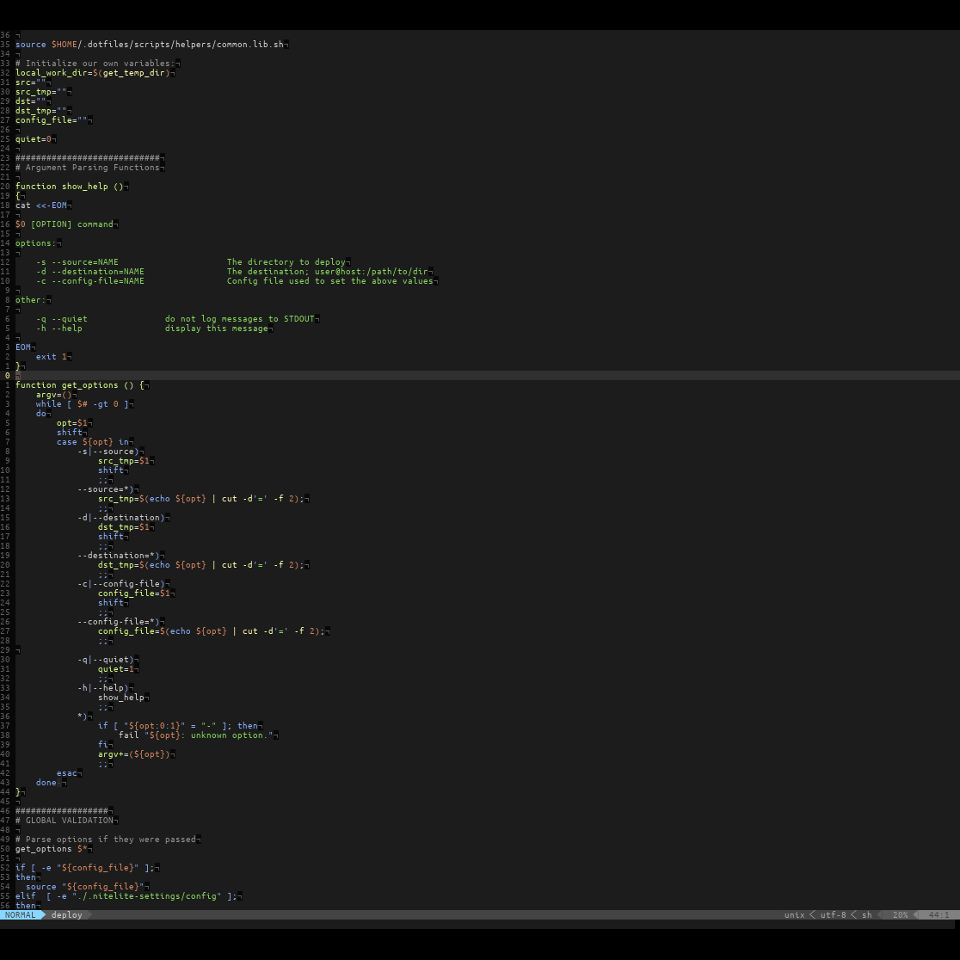 36 ¬
35 source $HOME/.dotfiles/scripts/helpers/common.lib.sh¬
34 ¬
33 # Initialize our own variables:¬
32 local_work_dir=$(get_temp_dir)¬
31 src=""¬
30 src_tmp=""¬
29 dst=""¬
28 dst_tmp=""¬
27 config_file=""¬
26 ¬
25 quiet=0¬
24 ¬
23 ############################¬
22 # Argument Parsing Functions¬
21 ¬
20 function show_help ()¬
19 {¬
18 cat <<-EOM¬
17 ¬
16 $0 [OPTION] command¬
15 ¬
14 options:¬
13 ¬
12     -s --source=NAME                     The directory to deploy¬
11     -d --destination=NAME                The destination; user@host:/path/to/dir¬
10     -c --config-file=NAME                Config file used to set the above values¬
9 ¬
8 other:¬
7 ¬
6     -q --quiet               do not log messages to STDOUT¬
5     -h --help                display this message¬
4 ¬
3 EOM¬
2     exit 1¬
1 }¬
0 ¬
1 function get_options () {¬
2     argv=()¬
3     while [ $# -gt 0 ]¬
4     do¬
5         opt=$1¬
6         shift¬
7         case ${opt} in¬
8             -s|--source)¬
9                 src_tmp=$1¬
10                 shift¬
11                 ;;¬
12             --source=*)¬
13                 src_tmp=$(echo ${opt} | cut -d'=' -f 2);¬
14                 ;;¬
15             -d|--destination)¬
16                 dst_tmp=$1¬
17                 shift¬
18                 ;;¬
19             --destination=*)¬
20                 dst_tmp=$(echo ${opt} | cut -d'=' -f 2);¬
21                 ;;¬
22             -c|--config-file)¬
23                 config_file=$1¬
24                 shift¬
25                 ;;¬
26             --config-file=*)¬
27                 config_file=$(echo ${opt} | cut -d'=' -f 2);¬
28                 ;;¬
29 ¬
30             -q|--quiet)¬
31                 quiet=1¬
32                 ;;¬
33             -h|--help)¬
34                 show_help¬
35                 ;;¬
36             *)¬
37                 if [ "${opt:0:1}" = "-" ]; then¬
38                     fail "${opt}: unknown option."¬
39                 fi¬
40                 argv+=(${opt})¬
41                 ;;¬
42         esac¬
43     done ¬
44 }¬
45 ¬
46 ##################¬
47 # GLOBAL VALIDATION¬
48 ¬
49 # Parse options if they were passed¬
50 get_options $*¬
51 ¬
52 if [ -e "${config_file}" ];¬
53 then¬
54   source "${config_file}"¬
55 elif  [ -e "./.nitelite-settings/config" ];¬
56 then¬
NORMAL deploy unix < utf-8 < sh 20% 44:1